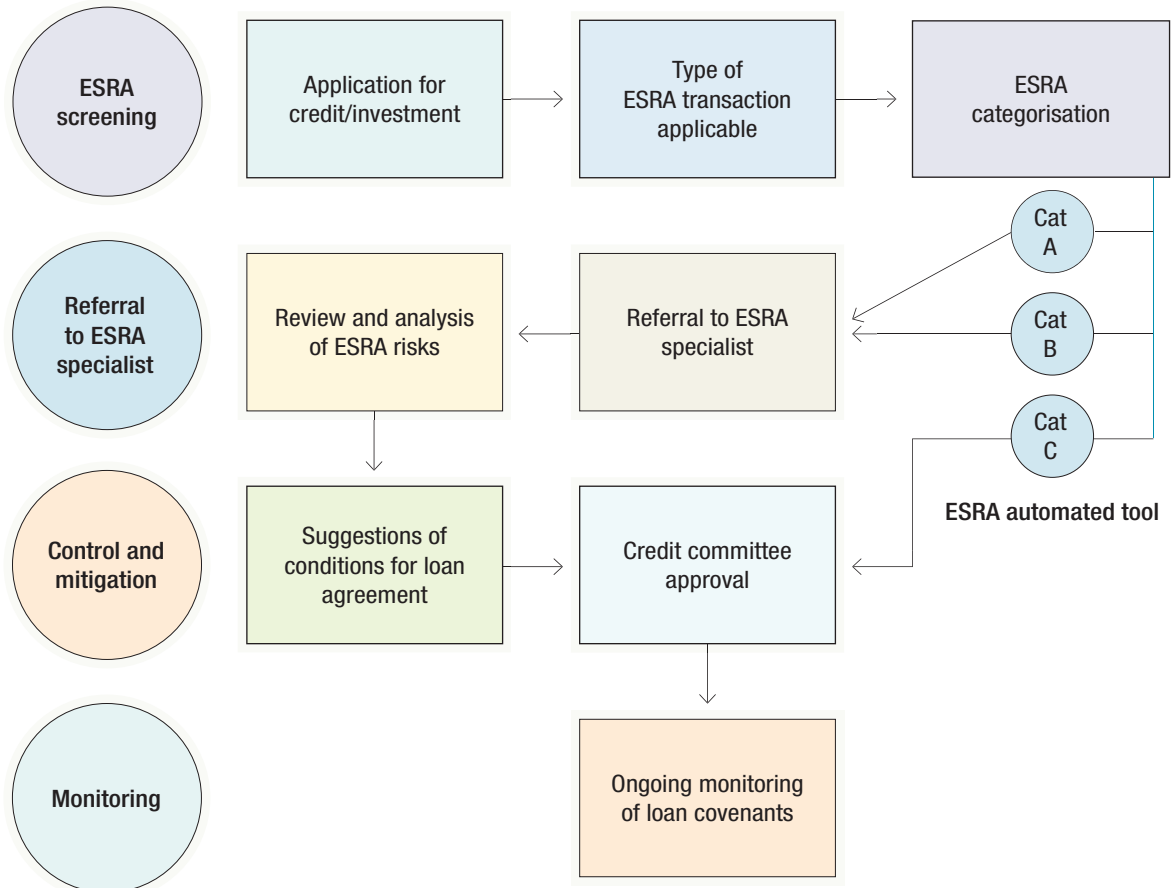 ESRA
screening
Application for
credit/investment
Type of
ESRA transaction
applicable
ESRA
categorisation
Cat
A
Referral
to ESRA
specialist
Review and analysis
of ESRA risks
Referral to ESRA
specialist
Cat
B
Cat
C
ESRA automated tool
Control and
mitigation
Suggestions of
conditions for loan
agreement
Credit committee
approval
Monitoring
Ongoing monitoring
of loan covenants